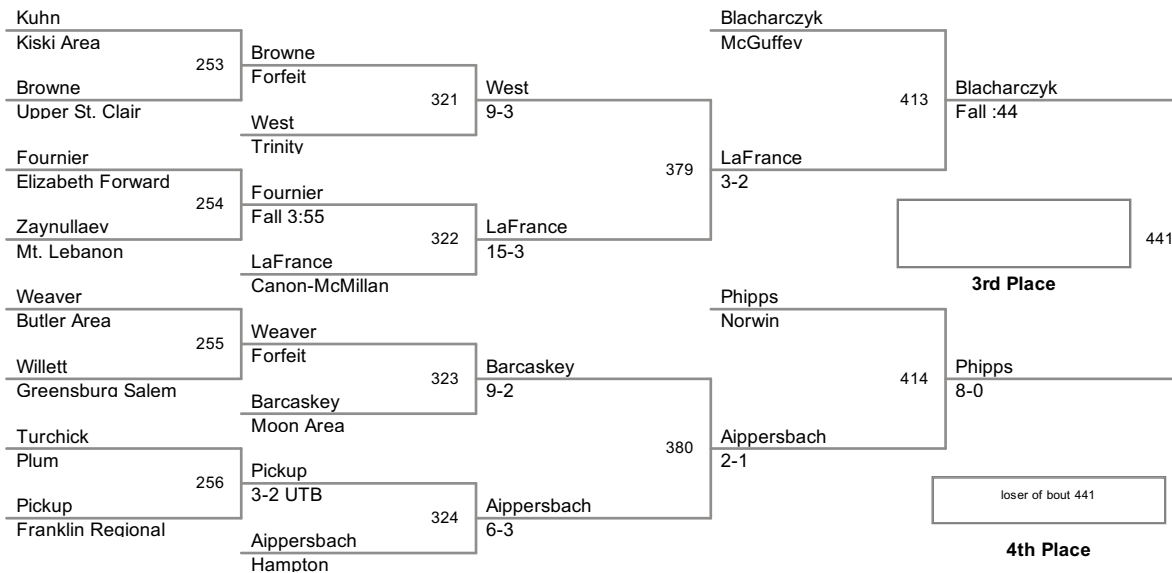 Kuhn
Kiski Area
253
Browne
Upper St. Clair
Browne
Forfeit
321
West
Trinity
West
9-3
Fournier
Elizabeth Forward
254
Zaynullaev
Mt. Lebanon
Fournier
Fall 3:55
322
LaFrance
Canon-McMillan
LaFrance
15-3
379
LaFrance
3-2
Blacharczyk
McGuffey
413
Blacharczyk
Fall :44
441
3rd Place
Weaver
Butler Area
255
Willett
Greensburg Salem
Weaver
Forfeit
323
Barcaskey
Moon Area
Barcaskey
9-2
Turchick
Plum
256
Pickup
Franklin Regional
Pickup
3-2 UTB
324
Aippersbach
Hampton
Aippersbach
6-3
380
Aippersbach
2-1
Phipps
Norwin
414
Phipps
8-0
loser of bout 441
4th Place